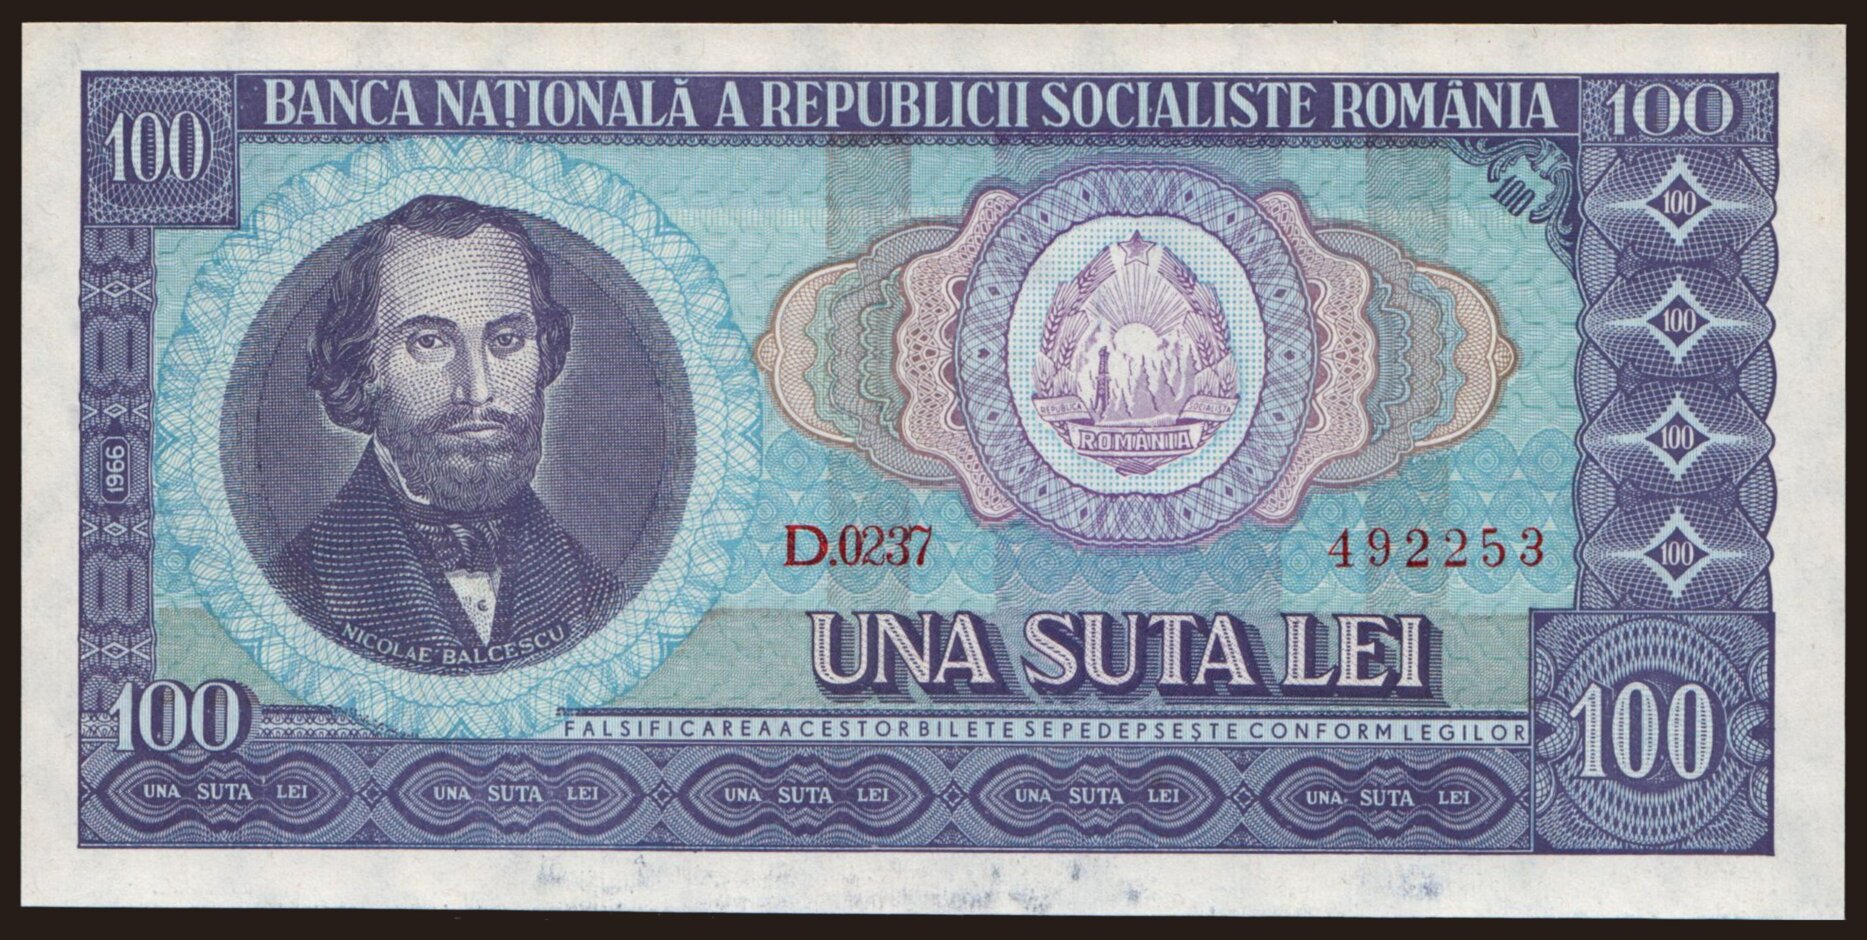 BANCA NAȚIONALĂ A REPUBLICII SOCIALISTE ROMÂNIA
100
100
100
100
100
100
100
1966
REPUBLICA SOCIALISTA
ROMÂNIA
D.0237
492253
NICOLAE BALCESCU
UNA SUTA LEI
100
100
FALSIFICAREA ACESTOR BILETE SE PEDEPSEȘTE CONFORM LEGILOR
UNA SUTA LEI
UNA SUTA LEI
UNA SUTA LEI
UNA SUTA LEI
UNA SUTA LEI